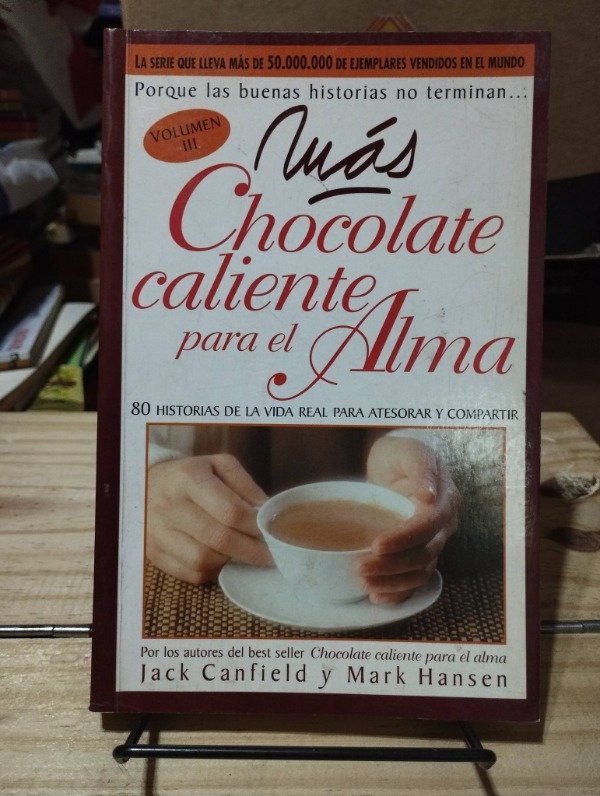 LA SERIE QUE LLEVA MÁS DE 50.000.000 DE EJEMPLARES VENDIDOS EN EL MUNDO
Porque las buenas historias no terminan...
VOLUMEN
III
Más
Chocolate
caliente
para el Alma
80 HISTORIAS DE LA VIDA REAL PARA ATESORAR Y COMPARTIR
Por los autores del best seller Chocolate caliente para el alma
Jack Canfield y Mark Hansen